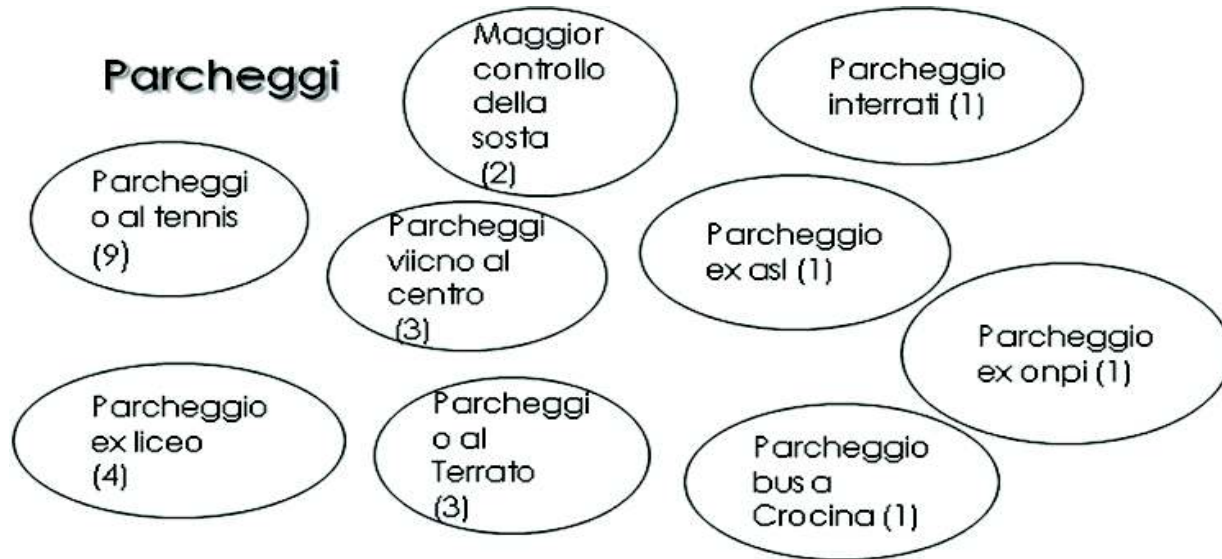 Parcheggi
Maggior
controllo
della
sosta
(2)
Parcheggio
interrati (1)
Parcheggi
o al tennis
(9)
Parcheggi
viicno al
centro
(3)
Parcheggio
ex asl (1)
Parcheggio
ex onpi (1)
Parcheggio
ex liceo
(4)
Parcheggi
o al
Terrato
(3)
Parcheggio
bus a
Crocina (1)